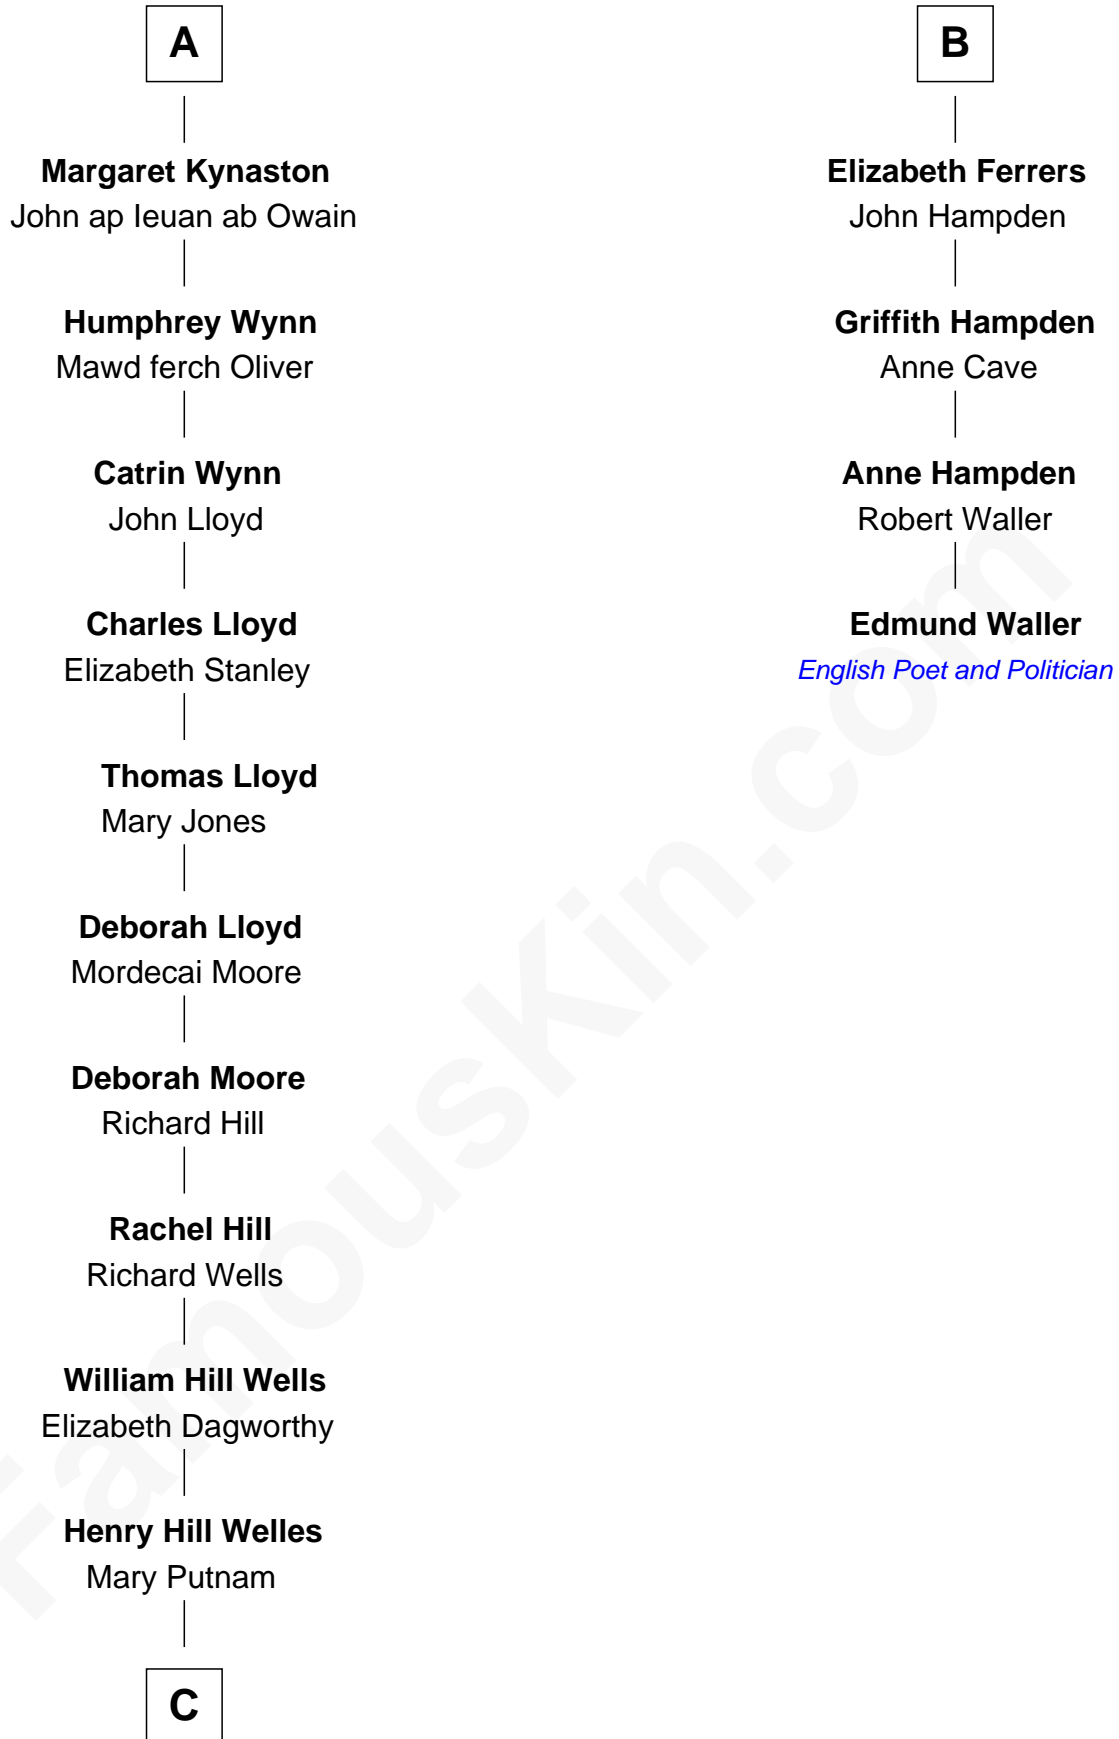 A
Margaret Kynaston
John ap Ieuan ab Owain
Humphrey Wynn
Mawd ferch Oliver
Catrin Wynn
John Lloyd
Charles Lloyd
Elizabeth Stanley
Thomas Lloyd
Mary Jones
Deborah Lloyd
Mordecai Moore
Deborah Moore
Richard Hill
Rachel Hill
Richard Wells
William Hill Wells
Elizabeth Dagworthy
Henry Hill Welles
Mary Putnam
C
B
Elizabeth Ferrers
John Hampden
Griffith Hampden
Anne Cave
Anne Hampden
Robert Waller
Edmund Waller
English Poet and Politician
FamousKin.com